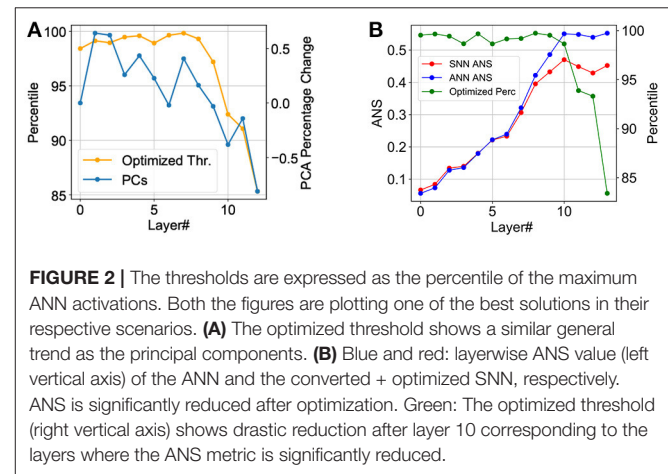 A
100
95
90
85
Percentile
0
5
10
Layer#
0.5
0.0
−0.5
PCA Percentage Change
Optimized Thr.
PCs
B
0.5
0.4
0.3
0.2
0.1
ANS
0
5
10
Layer#
100
95
90
85
Percentile
SNN ANS
ANN ANS
Optimized Perc
FIGURE 2 | The thresholds are expressed as the percentile of the maximum
ANN activations. Both the figures are plotting one of the best solutions in their
respective scenarios. (A) The optimized threshold shows a similar general
trend as the principal components. (B) Blue and red: layerwise ANS value (left
vertical axis) of the ANN and the converted + optimized SNN, respectively.
ANS is significantly reduced after optimization. Green: The optimized threshold
(right vertical axis) shows drastic reduction after layer 10 corresponding to the
layers where the ANS metric is significantly reduced.